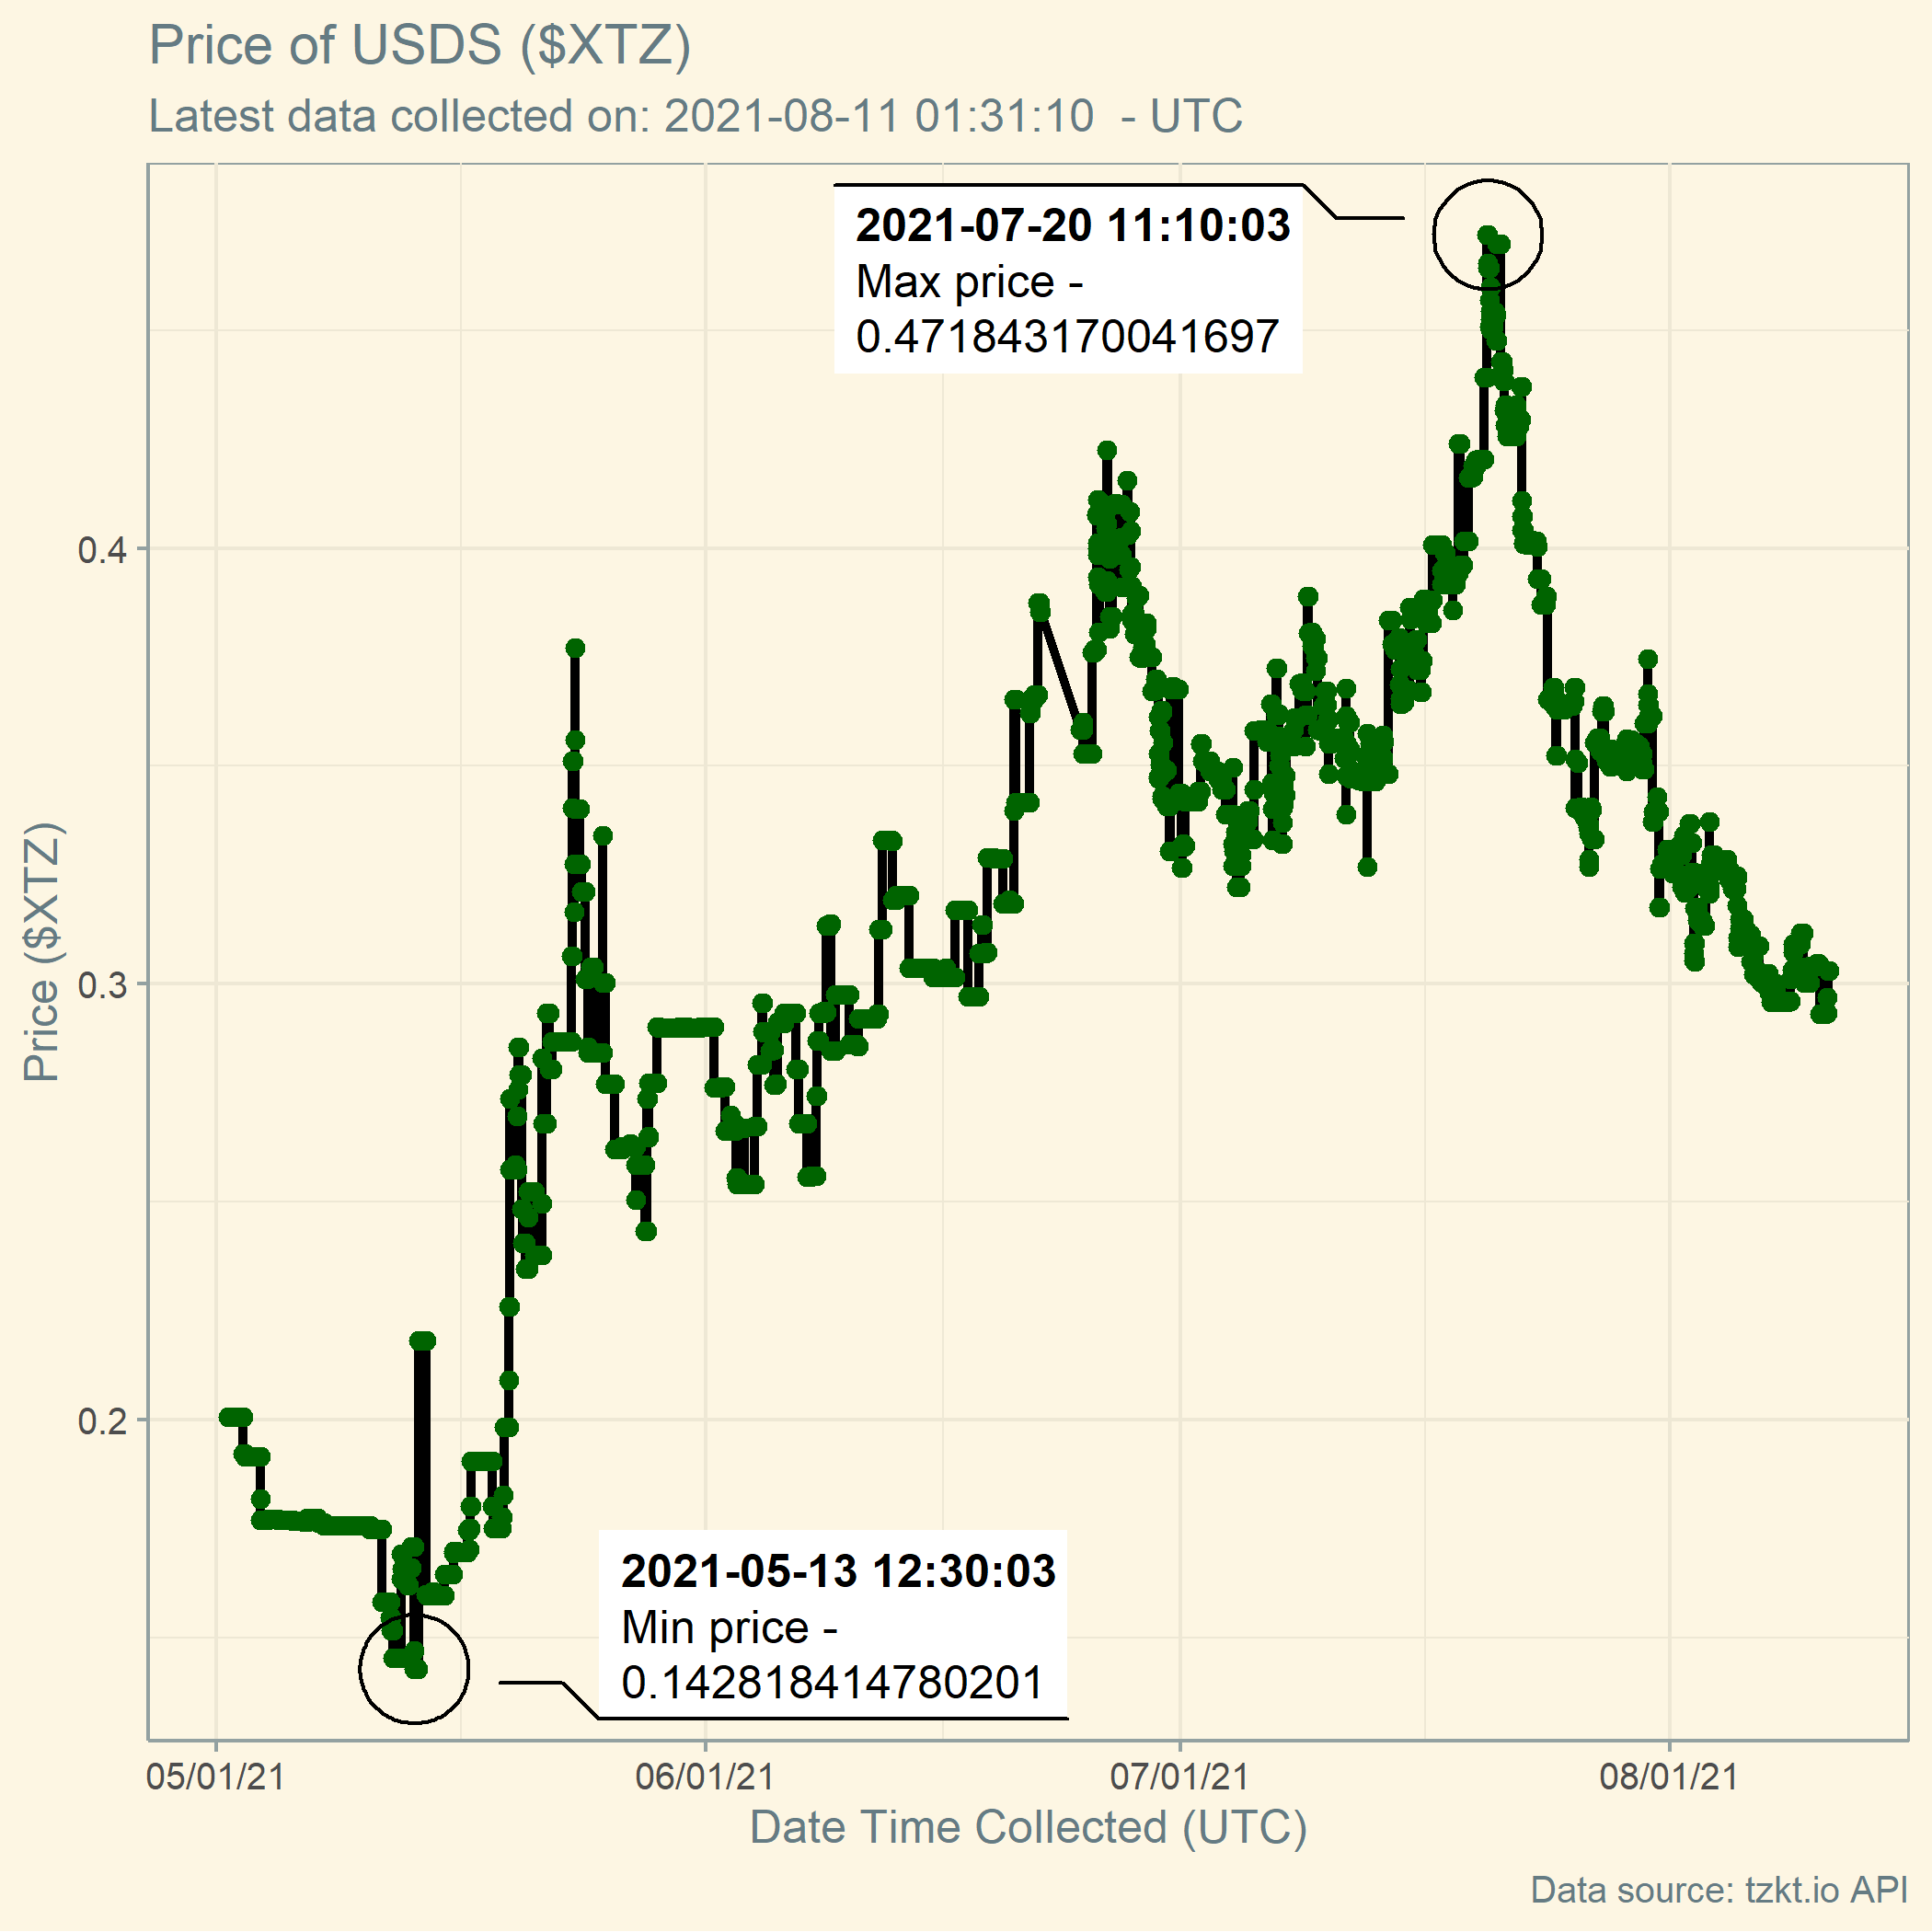 Price of USDS ($XTZ)
Latest data collected on: 2021-08-11 01:31:10  - UTC
2021-07-20 11:10:03
Max price -
0.471843170041697
0.4
0.3
0.2
Price ($XTZ)
2021-05-13 12:30:03
Min price -
0.142818414780201
05/01/21
06/01/21
07/01/21
08/01/21
Date Time Collected (UTC)
Data source: tzkt.io API